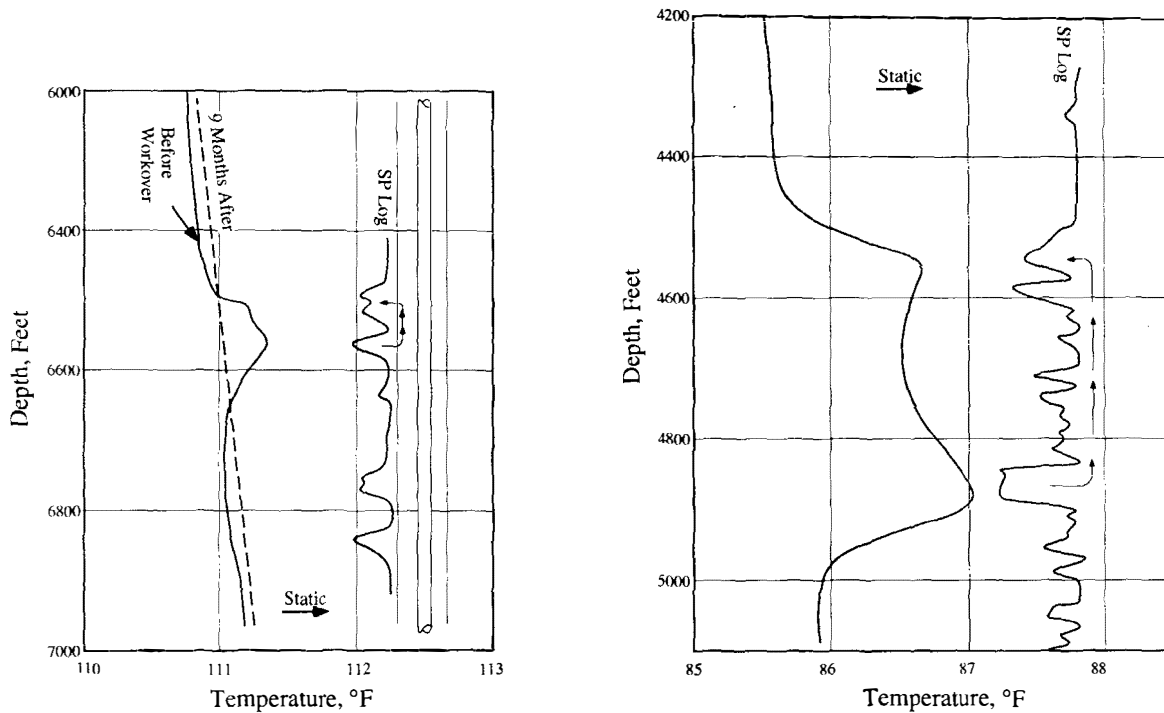 6000
6400
6600
6800
7000
Depth, Feet
110
111
112
113
Temperature, °F
Before
Workover
9 Months After
SP Log
Static
4200
4400
4600
4800
5000
Depth, Feet
85
86
87
88
Temperature, °F
Static
SP Log